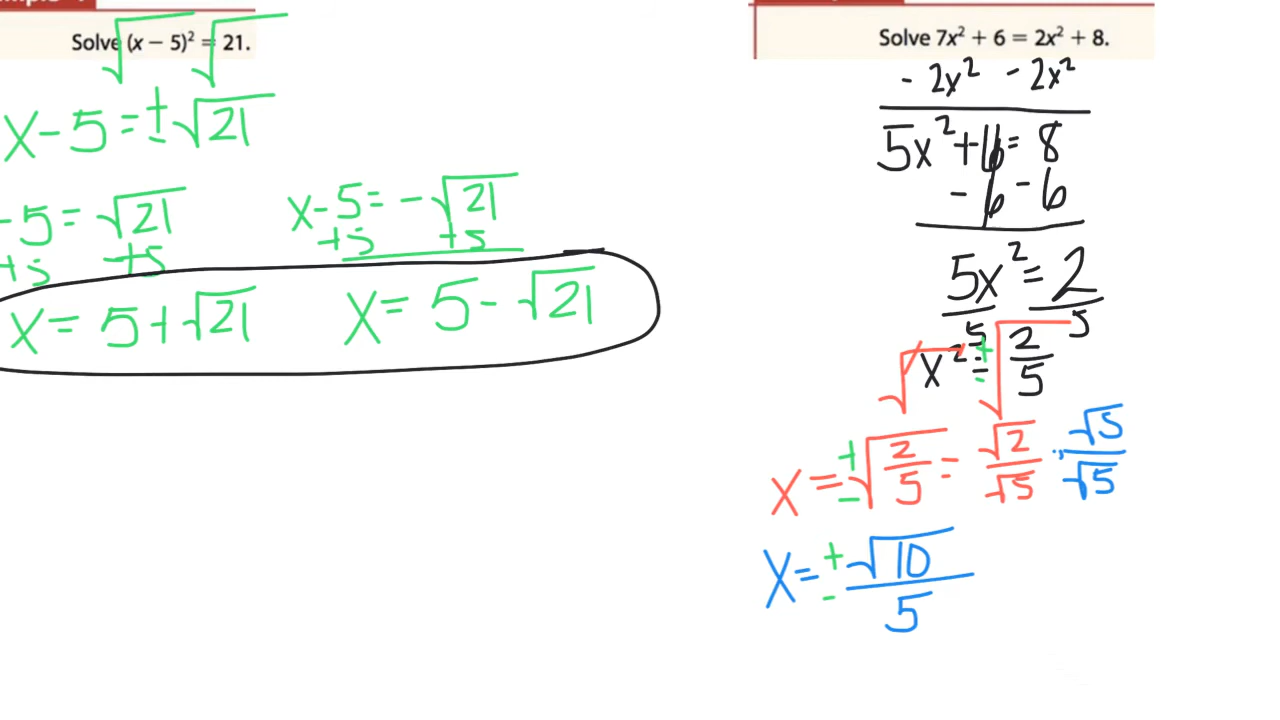 Solve (x − 5)² = 21.
x - 5 = ± √21
- 5 = √21
+5 +5
x - 5 = - √21
+5 +5
x = 5 + √21
x = 5 - √21
Solve 7x² + 6 = 2x² + 8.
- 2x² - 2x²
5x² + 6 = 8
- 6 - 6
5x² = 2
5 5
√x² = ± √2/5
x = ± √2/5 = √2/√5 · √5/√5
x = ± √10/5